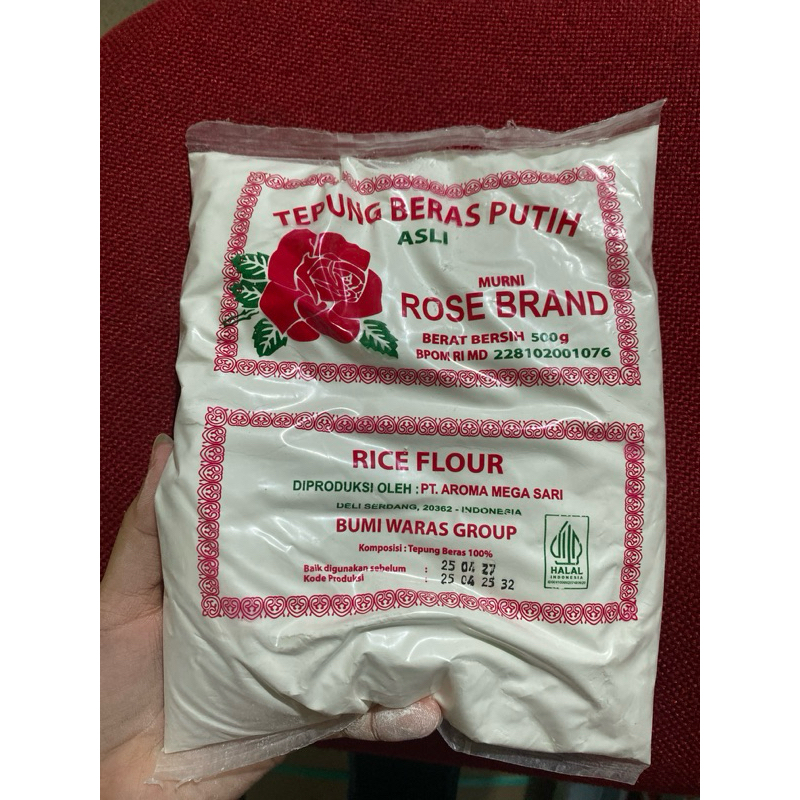 TEPUNG BERAS PUTIH
ASLI
MURNI
ROSE BRAND
BERAT BERSIH 500g
BPOM RI MD 228102001076
RICE FLOUR
DIPRODUKSI OLEH : PT. AROMA MEGA SARI
DELI SERDANG, 20362 - INDONESIA
BUMI WARAS GROUP
Komposisi : Tepung Beras 100%
Baik digunakan sebelum : 25 04 27
Kode Produksi : 25 04 25 32
HALAL
INDONESIA